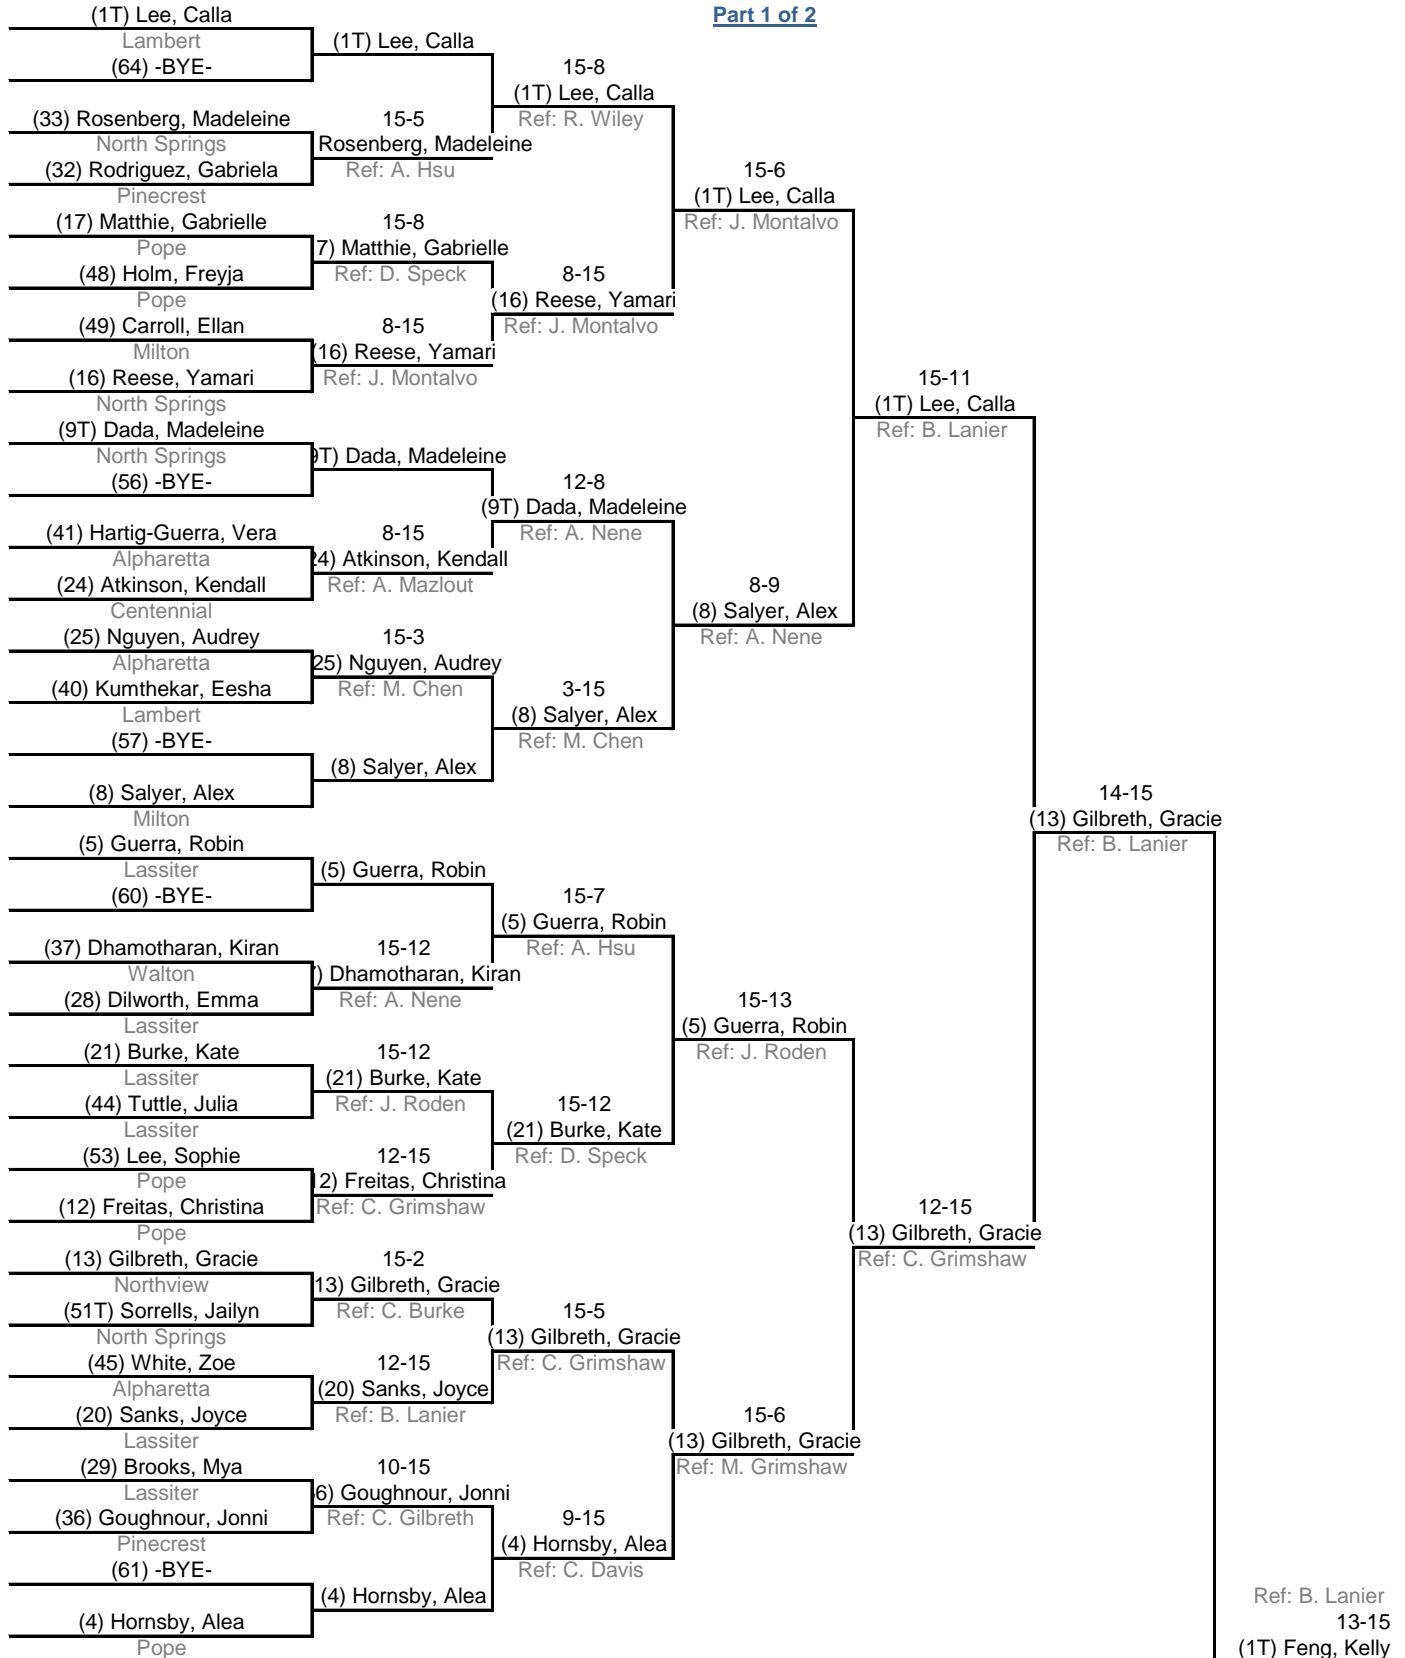 Part 1 of 2
(1T) Lee, Calla
Lambert
(64) -BYE-
(33) Rosenberg, Madeleine
North Springs
(32) Rodriguez, Gabriela
Pinecrest
(17) Matthie, Gabrielle
Pope
(48) Holm, Freyja
Pope
(49) Carroll, Ellan
Milton
(16) Reese, Yamari
North Springs
(9T) Dada, Madeleine
North Springs
(56) -BYE-
(41) Hartig-Guerra, Vera
Alpharetta
(24) Atkinson, Kendall
Centennial
(25) Nguyen, Audrey
Alpharetta
(40) Kumthekar, Eesha
Lambert
(57) -BYE-
(8) Salyer, Alex
Milton
(5) Guerra, Robin
Lassiter
(60) -BYE-
(37) Dhamotharan, Kiran
Walton
(28) Dilworth, Emma
Lassiter
(21) Burke, Kate
Lassiter
(44) Tuttle, Julia
Lassiter
(53) Lee, Sophie
Pope
(12) Freitas, Christina
Pope
(13) Gilbreth, Gracie
Northview
(51T) Sorrells, Jailyn
North Springs
(45) White, Zoe
Alpharetta
(20) Sanks, Joyce
Lassiter
(29) Brooks, Mya
Lassiter
(36) Goughnour, Jonni
Pinecrest
(61) -BYE-
(4) Hornsby, Alea
Pope
(1T) Lee, Calla
15-5
Rosenberg, Madeleine
Ref: A. Hsu
15-8
7) Matthie, Gabrielle
Ref: D. Speck
8-15
(16) Reese, Yamari
Ref: J. Montalvo
9T) Dada, Madeleine
8-15
24) Atkinson, Kendall
Ref: A. Mazlout
15-3
25) Nguyen, Audrey
Ref: M. Chen
(8) Salyer, Alex
(5) Guerra, Robin
15-12
) Dhamotharan, Kiran
Ref: A. Nene
15-12
(21) Burke, Kate
Ref: J. Roden
12-15
12) Freitas, Christina
Ref: C. Grimshaw
15-2
13) Gilbreth, Gracie
Ref: C. Burke
12-15
(20) Sanks, Joyce
Ref: B. Lanier
10-15
6) Goughnour, Jonni
Ref: C. Gilbreth
(4) Hornsby, Alea
15-8
(1T) Lee, Calla
Ref: R. Wiley
8-15
(16) Reese, Yamari
Ref: J. Montalvo
12-8
(9T) Dada, Madeleine
Ref: A. Nene
3-15
(8) Salyer, Alex
Ref: M. Chen
15-7
(5) Guerra, Robin
Ref: A. Hsu
15-12
(21) Burke, Kate
Ref: D. Speck
15-5
(13) Gilbreth, Gracie
Ref: C. Grimshaw
9-15
(4) Hornsby, Alea
Ref: C. Davis
15-6
(1T) Lee, Calla
Ref: J. Montalvo
8-9
(8) Salyer, Alex
Ref: A. Nene
15-13
(5) Guerra, Robin
Ref: J. Roden
15-6
(13) Gilbreth, Gracie
Ref: M. Grimshaw
15-11
(1T) Lee, Calla
Ref: B. Lanier
12-15
(13) Gilbreth, Gracie
Ref: C. Grimshaw
14-15
(13) Gilbreth, Gracie
Ref: B. Lanier
Ref: B. Lanier
13-15
(1T) Feng, Kelly